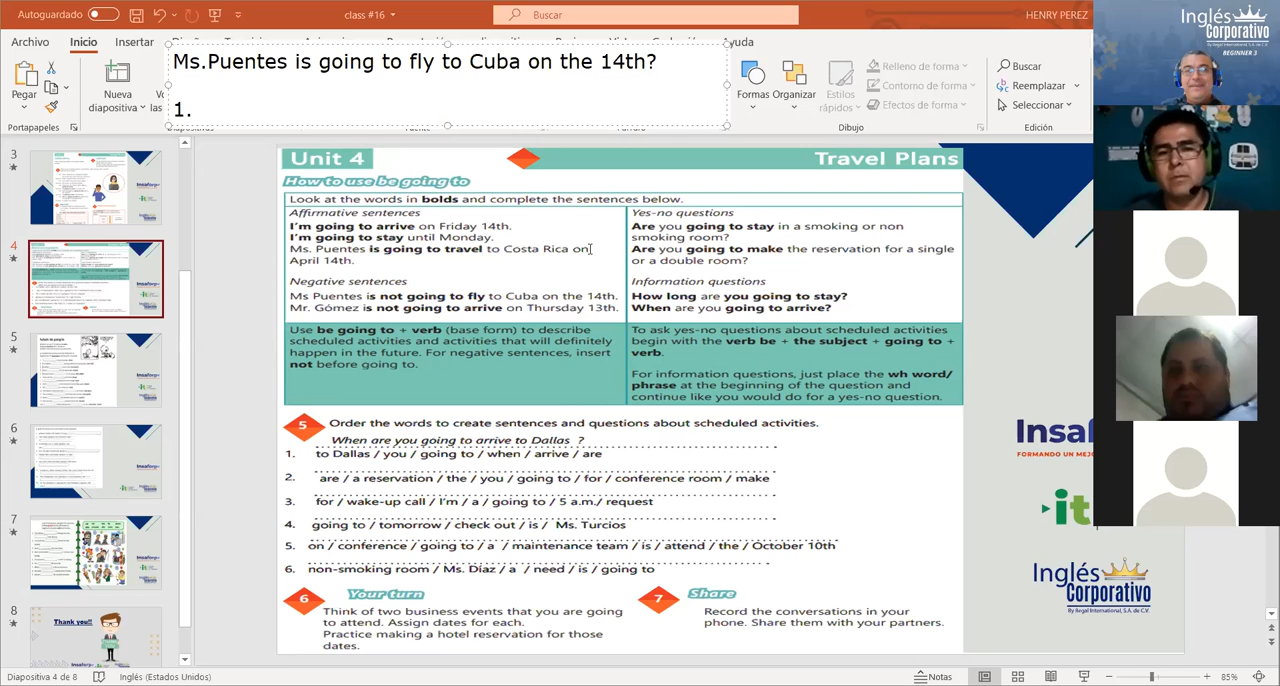 Autoguardado
class #16
Buscar
HENRY PEREZ
Archivo
Inicio
Insertar
Ayuda
Pegar
Nueva
diapositiva
Portapapeles
Ms.Puentes is going to fly to Cuba on the 14th?
1.
Formas
Organizar
Estilos
rápidos
Relleno de forma
Contorno de forma
Efectos de forma
Dibujo
Buscar
Reemplazar
Seleccionar
Edición
Inglés
Corporativo
By Regal International, S.A. de C.V.
BEGINNER 3
3
4
5
6
7
8
Thank you!!
Unit 4
Travel Plans
How to use be going to
Look at the words in bolds and complete the sentences below.
Affirmative sentences
I'm going to arrive on Friday 14th.
I'm going to stay until Monday.
Ms. Puentes is going to travel to Costa Rica on
April 14th.
Negative sentences
Ms Puentes is not going to fly to Cuba on the 14th.
Mr. Gómez is not going to arrive on Thursday 13th.
Yes-no questions
Are you going to stay in a smoking or non
smoking room?
Are you going to make the reservation for a single
or a double room?
Information questions
How long are you going to stay?
When are you going to arrive?
Use be going to + verb (base form) to describe
scheduled activities and activities that will definitely
happen in the future. For negative sentences, insert
not before going to.
To ask yes-no questions about scheduled activities
begin with the verb be + the subject + going to +
verb.
For information questions, just place the wh word/
phrase at the beginning of the question and
continue like you would do for a yes-no question.
5 Order the words to create sentences and questions about scheduled activities.
When are you going to arrive to Dallas ?
1. to Dallas / you / going to / when / arrive / are
2. are / a reservation / the / you / going to / for / conference room / make
3. for / wake-up call / I'm / a / going to / 5 a.m./ request
4. going to / tomorrow / check out / is / Ms. Turcios
5. on / conference / going to / a / maintenance team / is / attend / the / October 10th
6. non-smoking room / Ms. Díaz / a / need / is / going to
6 Your turn
Think of two business events that you are going
to attend. Assign dates for each.
Practice making a hotel reservation for those
dates.
7 Share
Record the conversations in your
phone. Share them with your partners.
Insaf
FORMANDO UN MEJ
it
Inglés
Corporativo
By Regal International, S.A. de C.V.
Diapositiva 4 de 8
Inglés (Estados Unidos)
Notas
85%